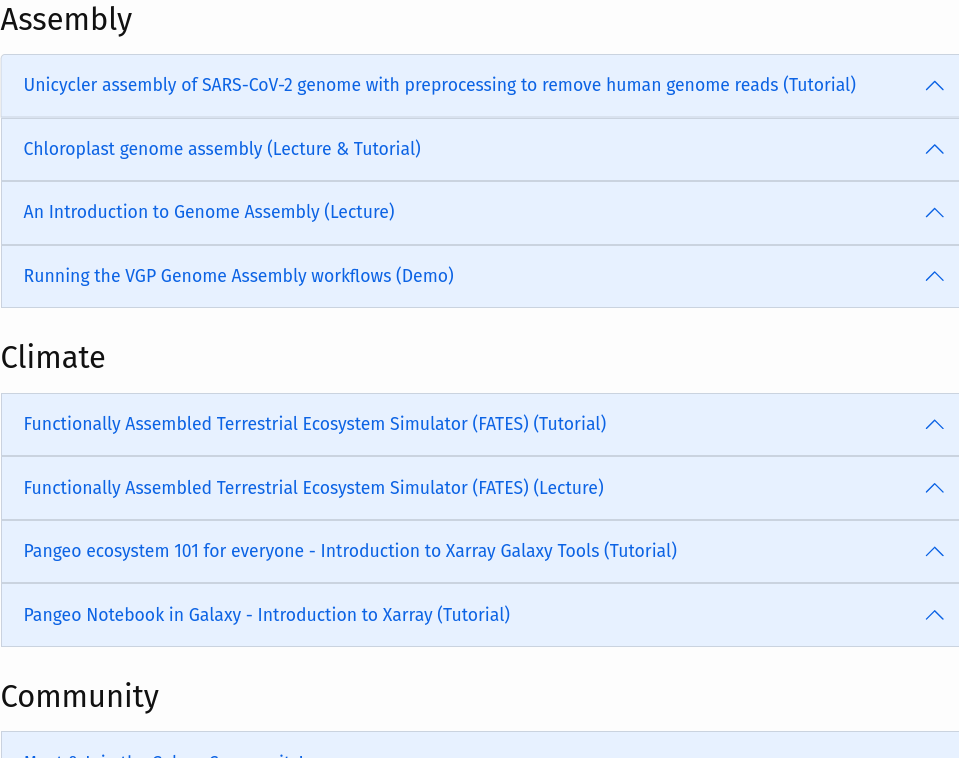 Assembly
Unicycler assembly of SARS-CoV-2 genome with preprocessing to remove human genome reads (Tutorial)
Chloroplast genome assembly (Lecture & Tutorial)
An Introduction to Genome Assembly (Lecture)
Running the VGP Genome Assembly workflows (Demo)
Climate
Functionally Assembled Terrestrial Ecosystem Simulator (FATES) (Tutorial)
Functionally Assembled Terrestrial Ecosystem Simulator (FATES) (Lecture)
Pangeo ecosystem 101 for everyone - Introduction to Xarray Galaxy Tools (Tutorial)
Pangeo Notebook in Galaxy - Introduction to Xarray (Tutorial)
Community